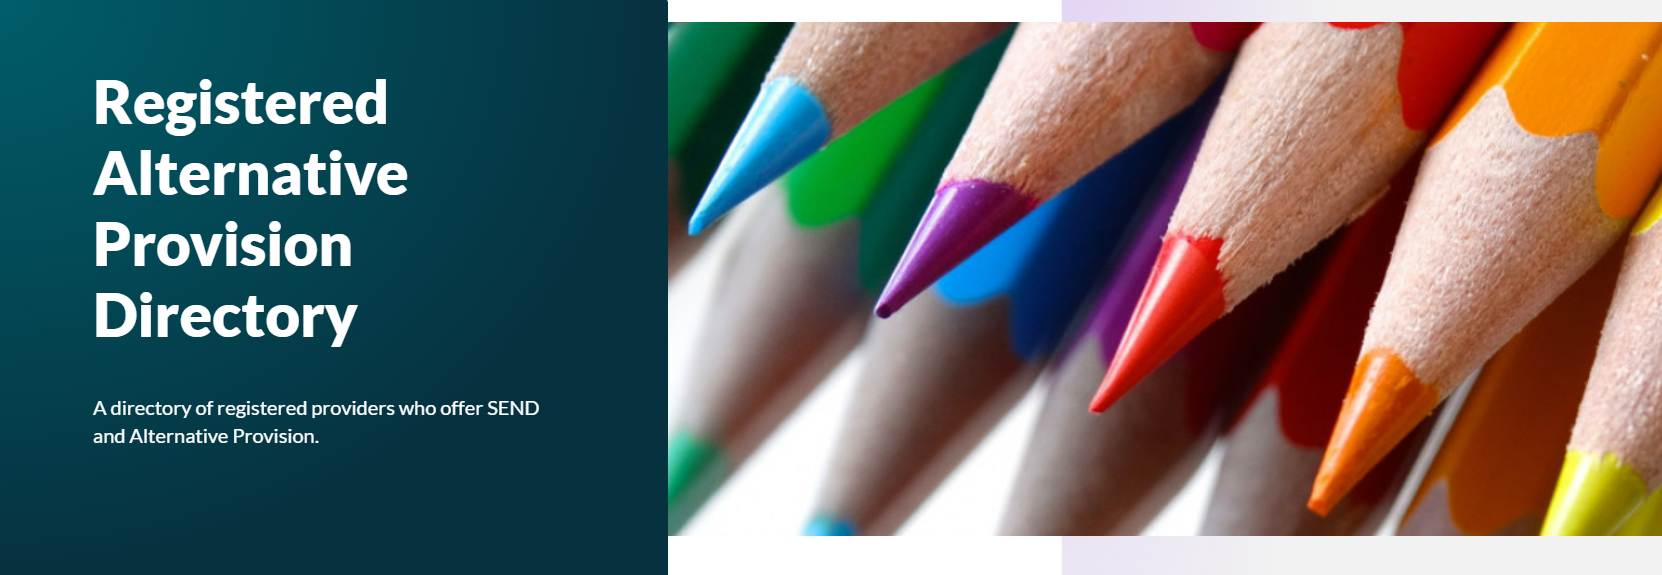 Registered
Alternative
Provision
Directory
A directory of registered providers who offer SEND
and Alternative Provision.